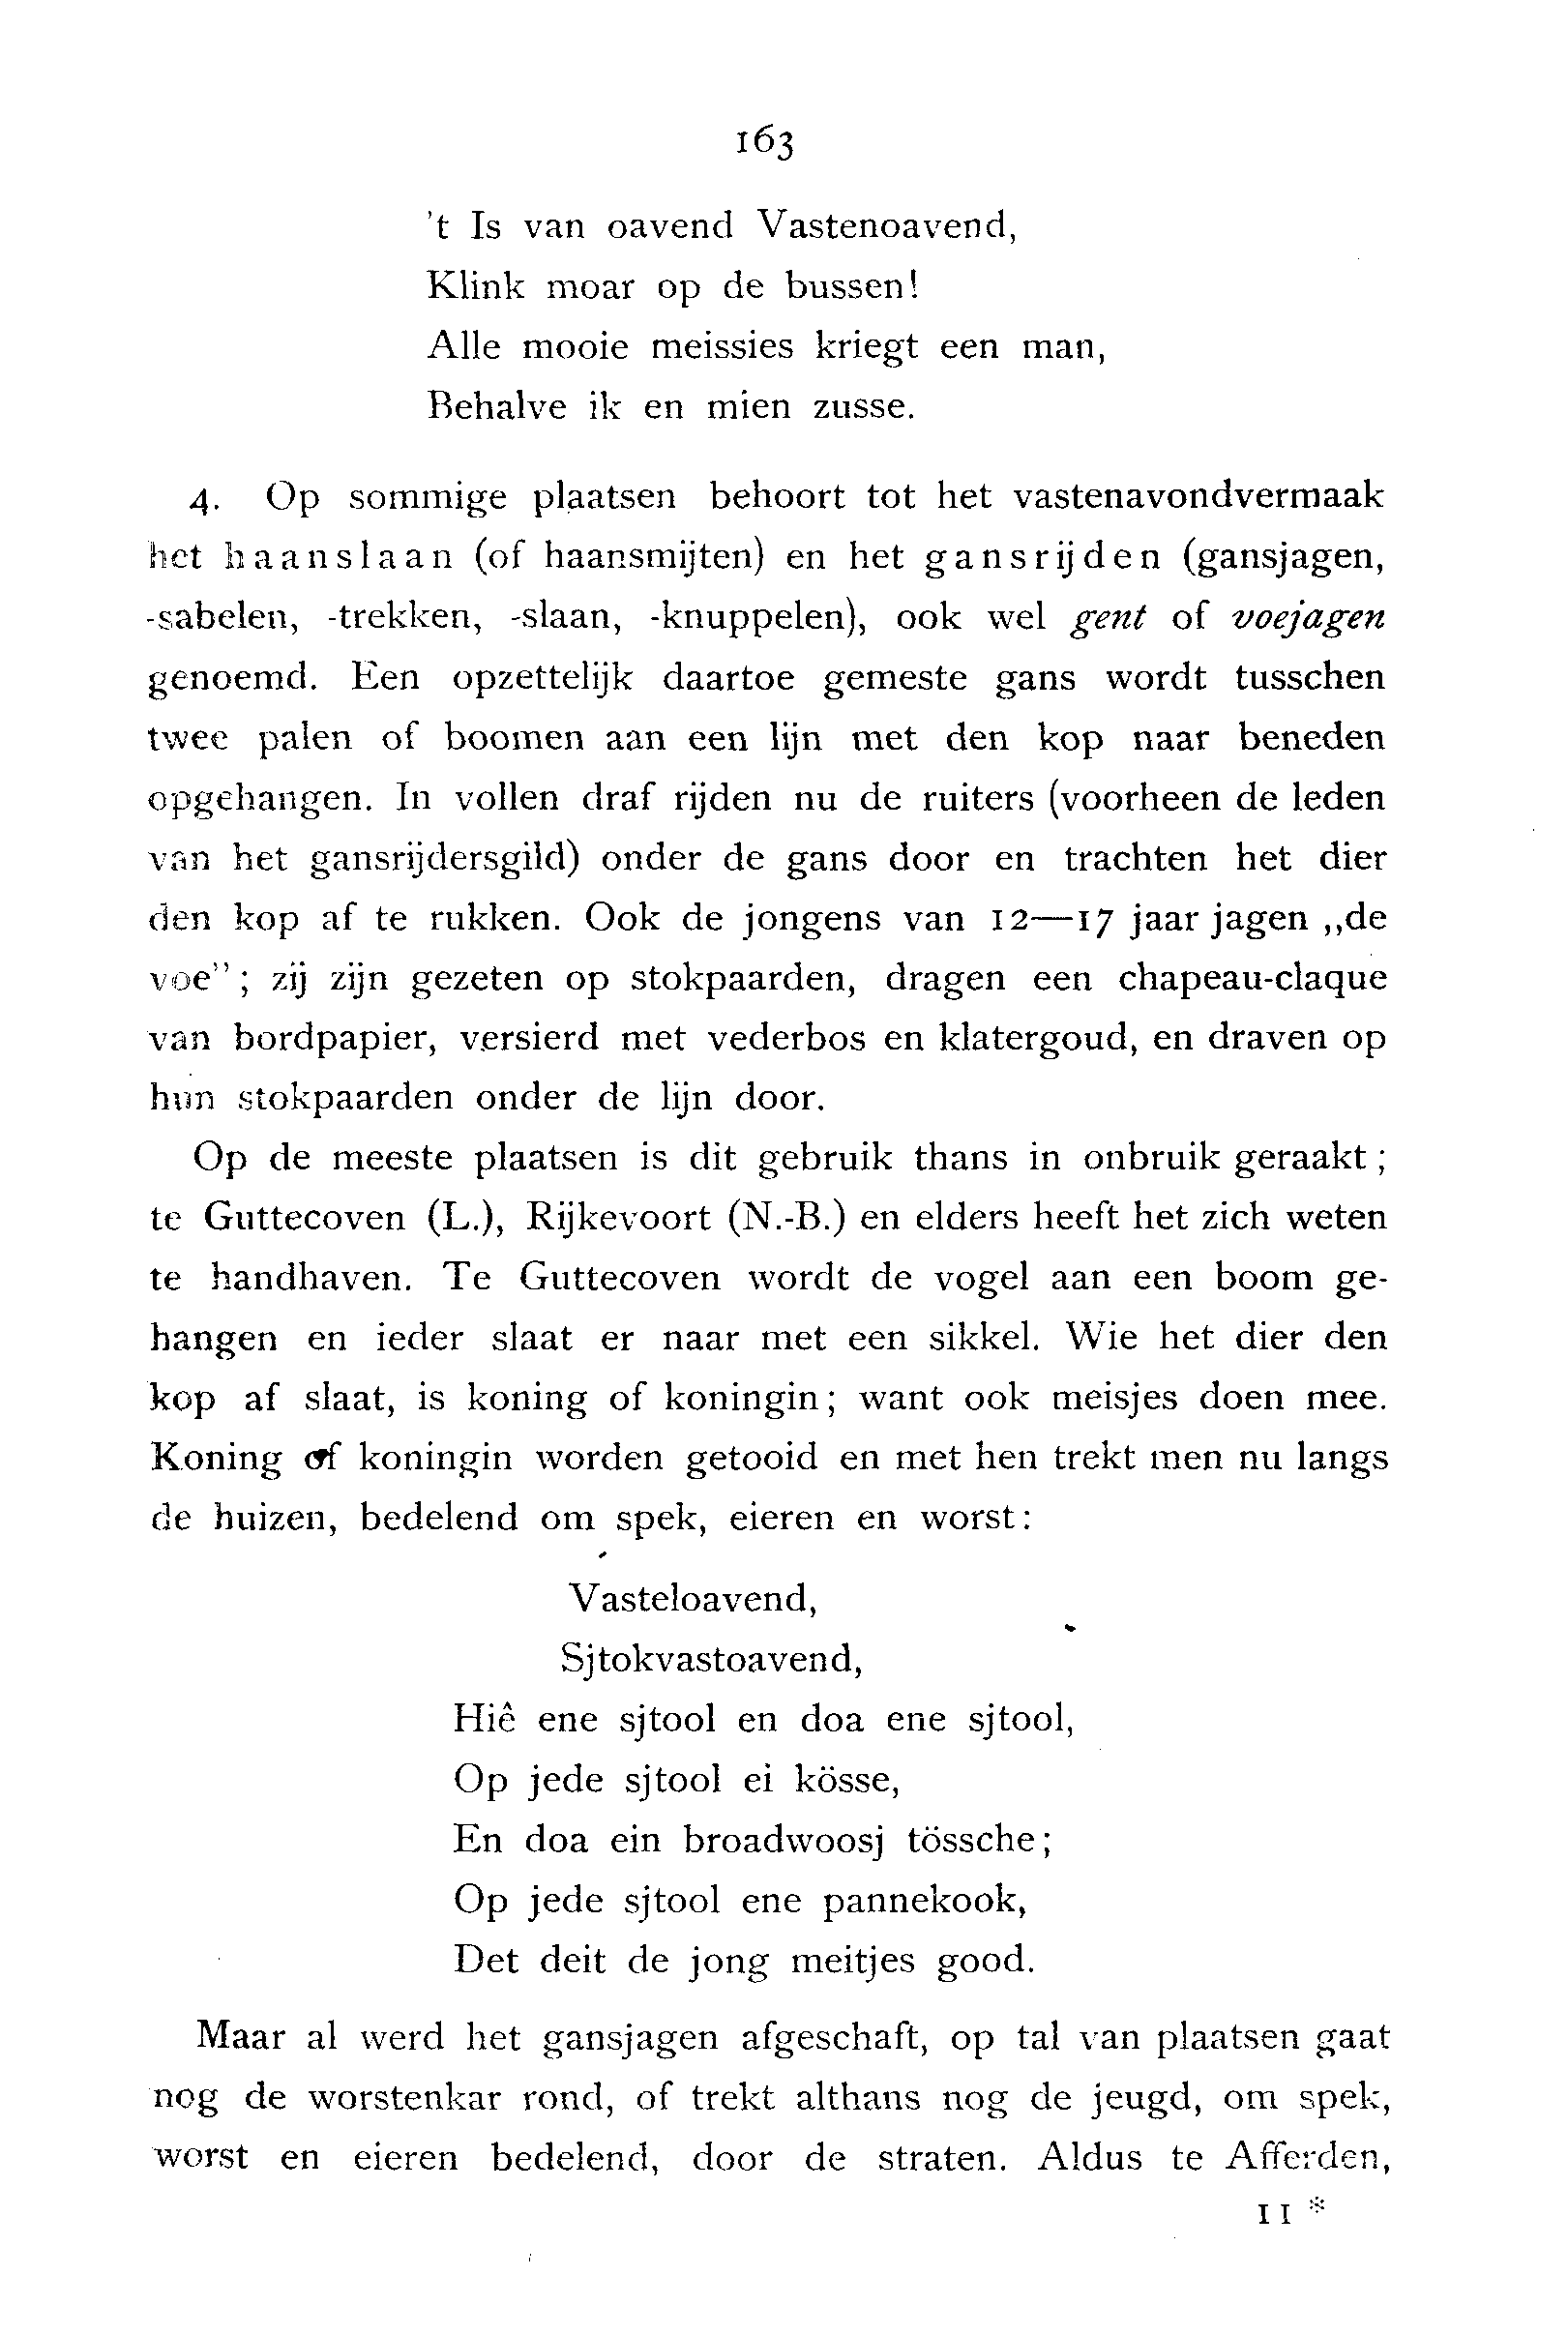 163
't Is van oavend Vastenoavend,
Klink moar op de bussen!
Alle mooie meissies kriegt een man,
Behalve ik en mien zusse.
4. Op sommige plaatsen behoort tot het vastenavondvermaak
het haanslaan (of haansmijten) en het gansrijden (gansjagen,
-sabelen, -trekken, -slaan, -knuppelen), ook wel gent of voejagen
genoemd. Een opzettelijk daartoe gemeste gans wordt tusschen
twee palen of boomen aan een lijn met den kop naar beneden
opgehangen. In vollen draf rijden nu de ruiters (voorheen de leden
van het gansrijdersgild) onder de gans door en trachten het dier
den kop af te rukken. Ook de jongens van 12—17 jaar jagen „de
voe”; zij zijn gezeten op stokpaarden, dragen een chapeau-claque
van bordpapier, versierd met vederbos en klatergoud, en draven op
hun stokpaarden onder de lijn door.
Op de meeste plaatsen is dit gebruik thans in onbruik geraakt;
te Guttecoven (L.), Rijkevoort (N.-B.) en elders heeft het zich weten
te handhaven. Te Guttecoven wordt de vogel aan een boom ge-
hangen en ieder slaat er naar met een sikkel. Wie het dier den
kop af slaat, is koning of koningin; want ook meisjes doen mee.
Koning of koningin worden getooid en met hen trekt men nu langs
de huizen, bedelend om spek, eieren en worst:
Vasteloavend,
Sjtokvastoavend,
Hiê ene sjtool en doa ene sjtool,
Op jede sjtool ei kösse,
En doa ein broadwoosj tössche;
Op jede sjtool ene pannekook,
Det deit de jong meitjes good.
Maar al werd het gansjagen afgeschaft, op tal van plaatsen gaat
nog de worstenkar rond, of trekt althans nog de jeugd, om spek,
worst en eieren bedelend, door de straten. Aldus te Afferden,
11*